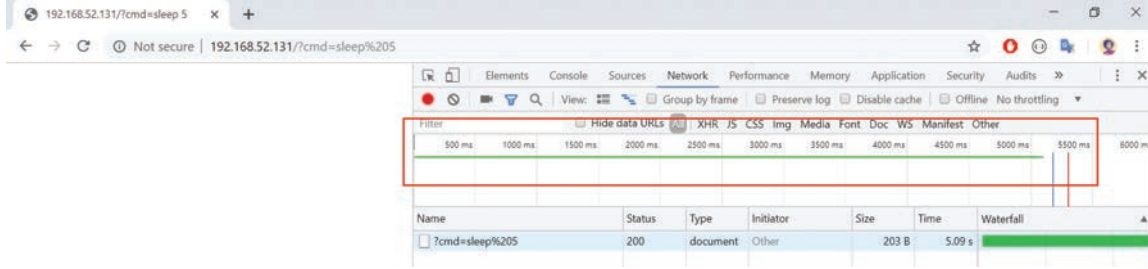 192.168.52.131/?cmd=sleep 5
Not secure | 192.168.52.131/?cmd=sleep%205
Elements Console Sources Network Performance Memory Application Security Audits
View: Group by frame Preserve log Disable cache Offline No throttling
Filter Hide data URLs All XHR JS CSS Img Media Font Doc WS Manifest Other
500 ms 1000 ms 1500 ms 2000 ms 2500 ms 3000 ms 3500 ms 4000 ms 4500 ms 5000 ms 5500 ms 6000 m
Name Status Type Initiator Size Time Waterfall
?cmd=sleep%205 200 document Other 203 B 5.09 s